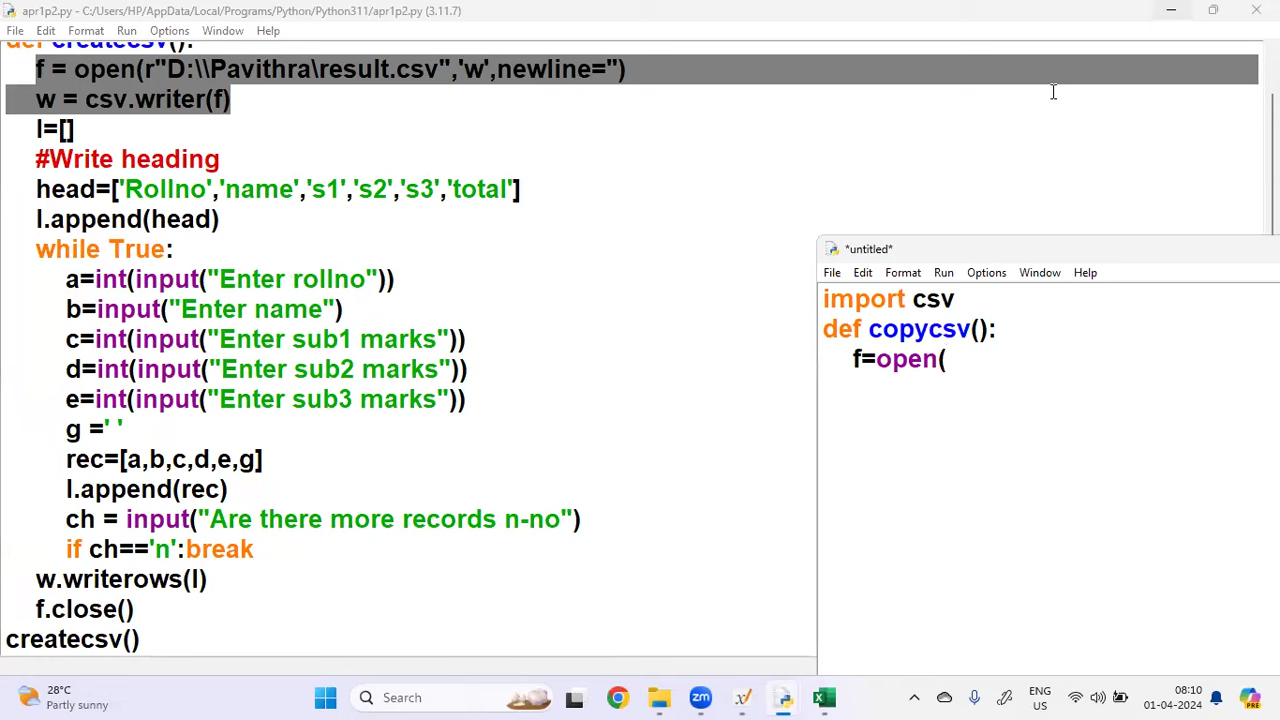 apr1p2.py - C:/Users/HP/AppData/Local/Programs/Python/Python311/apr1p2.py (3.11.7)
File Edit Format Run Options Window Help
def createcsv():
f = open(r"D:\\Pavithra\result.csv",'w',newline='')
w = csv.writer(f)
l=[]
#Write heading
head=['Rollno','name','s1','s2','s3','total']
l.append(head)
while True:
a=int(input("Enter rollno"))
b=input("Enter name")
c=int(input("Enter sub1 marks"))
d=int(input("Enter sub2 marks"))
e=int(input("Enter sub3 marks"))
g =' '
rec=[a,b,c,d,e,g]
l.append(rec)
ch = input("Are there more records n-no")
if ch=='n':break
w.writerows(l)
f.close()
createcsv()
*untitled*
File Edit Format Run Options Window Help
import csv
def copycsv():
f=open(
28°C
Partly sunny
Search
ENG
US
08:10
01-04-2024
PRE